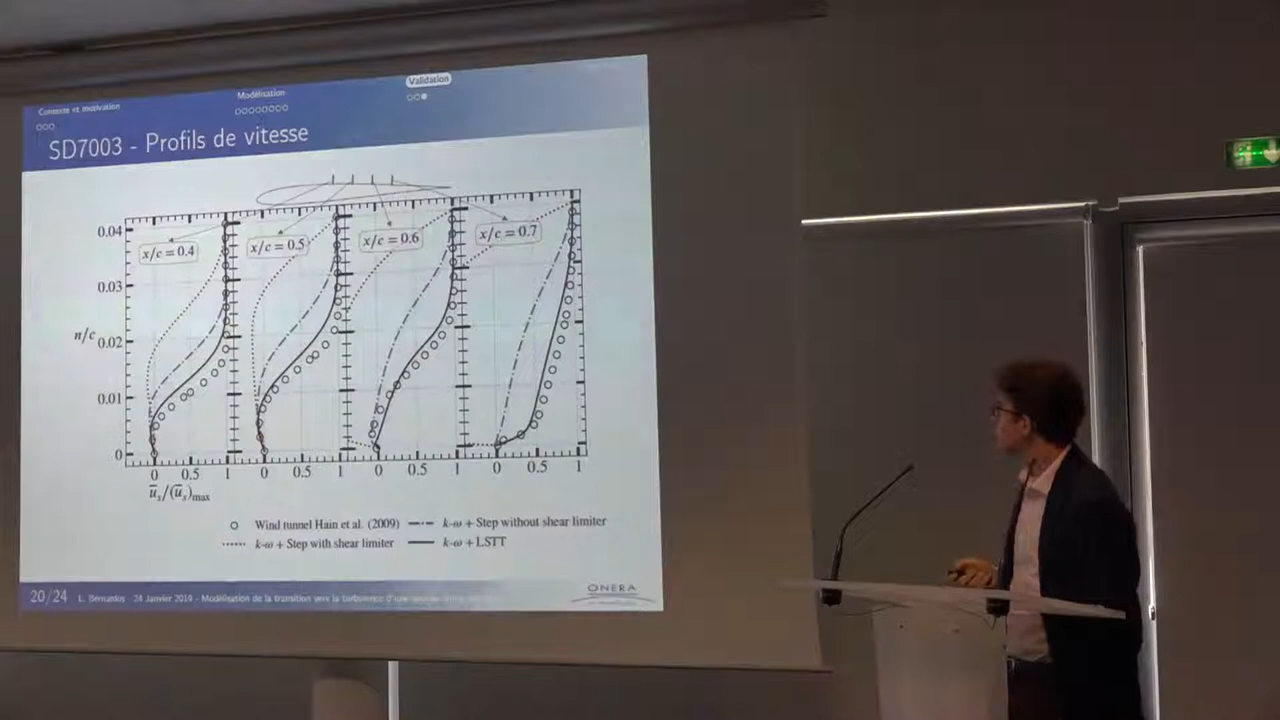 Contexte et motivation
Modélisation
Validation
SD7003 - Profils de vitesse
x/c = 0.4
x/c = 0.5
x/c = 0.6
x/c = 0.7
0.04
0.03
n/c 0.02
0.01
0
0 0.5 1 0 0.5 1 0 0.5 1 0 0.5 1
u̅s/(u̅s)max
Wind tunnel Hain et al. (2009)
k-ω + Step without shear limiter
k-ω + Step with shear limiter
k-ω + LSTT
20/24 L. Bernardos 24 Janvier 2019 - Modélisation de la transition vers la turbulence d'une
ONERA